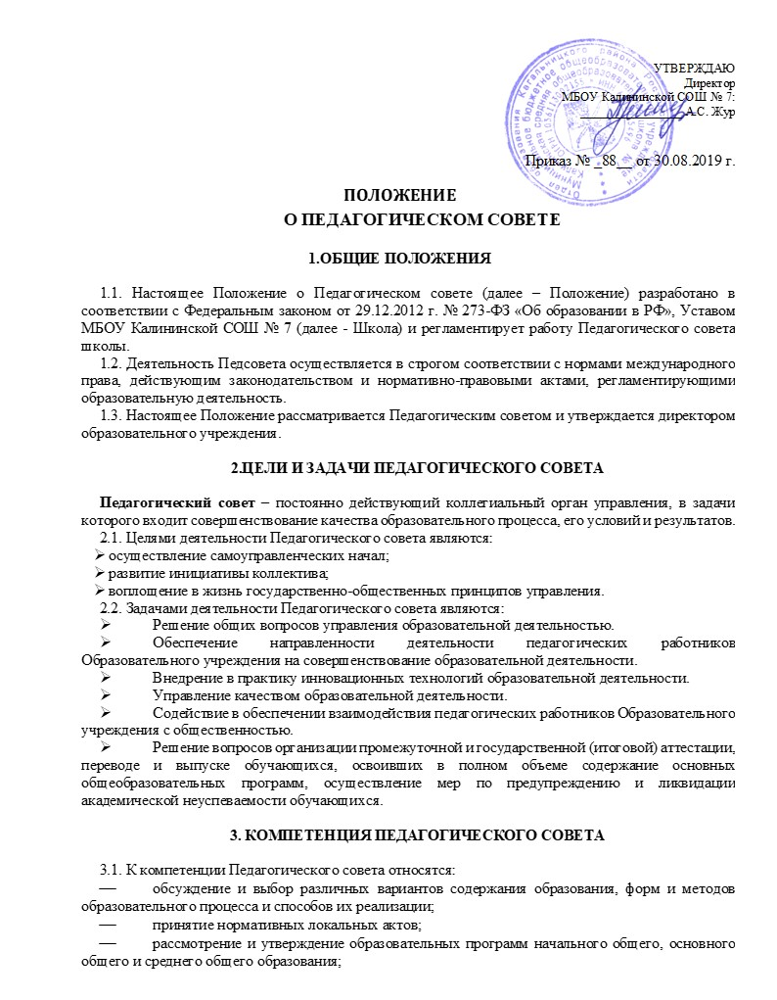 УТВЕРЖДАЮ
Директор
МБОУ Калининской СОШ № 7:
А.С. Жур
Приказ № _88__ от 30.08.2019 г.
ПОЛОЖЕНИЕ
О ПЕДАГОГИЧЕСКОМ СОВЕТЕ
1.ОБЩИЕ ПОЛОЖЕНИЯ
1.1. Настоящее Положение о Педагогическом совете (далее – Положение) разработано в
соответствии с Федеральным законом от 29.12.2012 г. № 273-ФЗ «Об образовании в РФ», Уставом
МБОУ Калининской СОШ № 7 (далее - Школа) и регламентирует работу Педагогического совета
школы.
1.2. Деятельность Педсовета осуществляется в строгом соответствии с нормами международного
права, действующим законодательством и нормативно-правовыми актами, регламентирующими
образовательную деятельность.
1.3. Настоящее Положение рассматривается Педагогическим советом и утверждается директором
образовательного учреждения.
2.ЦЕЛИ И ЗАДАЧИ ПЕДАГОГИЧЕСКОГО СОВЕТА
Педагогический совет – постоянно действующий коллегиальный орган управления, в задачи
которого входит совершенствование качества образовательного процесса, его условий и результатов.
2.1. Целями деятельности Педагогического совета являются:
➢ осуществление самоуправленческих начал;
➢ развитие инициативы коллектива;
➢ воплощение в жизнь государственно-общественных принципов управления.
2.2. Задачами деятельности Педагогического совета являются:
➢ Решение общих вопросов управления образовательной деятельностью.
➢ Обеспечение направленности деятельности педагогических работников
Образовательного учреждения на совершенствование образовательной деятельности.
➢ Внедрение в практику инновационных технологий образовательной деятельности.
➢ Управление качеством образовательной деятельности.
➢ Содействие в обеспечении взаимодействия педагогических работников Образовательного
учреждения с общественностью.
➢ Решение вопросов организации промежуточной и государственной (итоговой) аттестации,
переводе и выпуске обучающихся, освоивших в полном объеме содержание основных
общеобразовательных программ, осуществление мер по предупреждению и ликвидации
академической неуспеваемости обучающихся.
3. КОМПЕТЕНЦИЯ ПЕДАГОГИЧЕСКОГО СОВЕТА
3.1. К компетенции Педагогического совета относятся:
— обсуждение и выбор различных вариантов содержания образования, форм и методов
образовательного процесса и способов их реализации;
— принятие нормативных локальных актов;
— рассмотрение и утверждение образовательных программ начального общего, основного
общего и среднего общего образования;